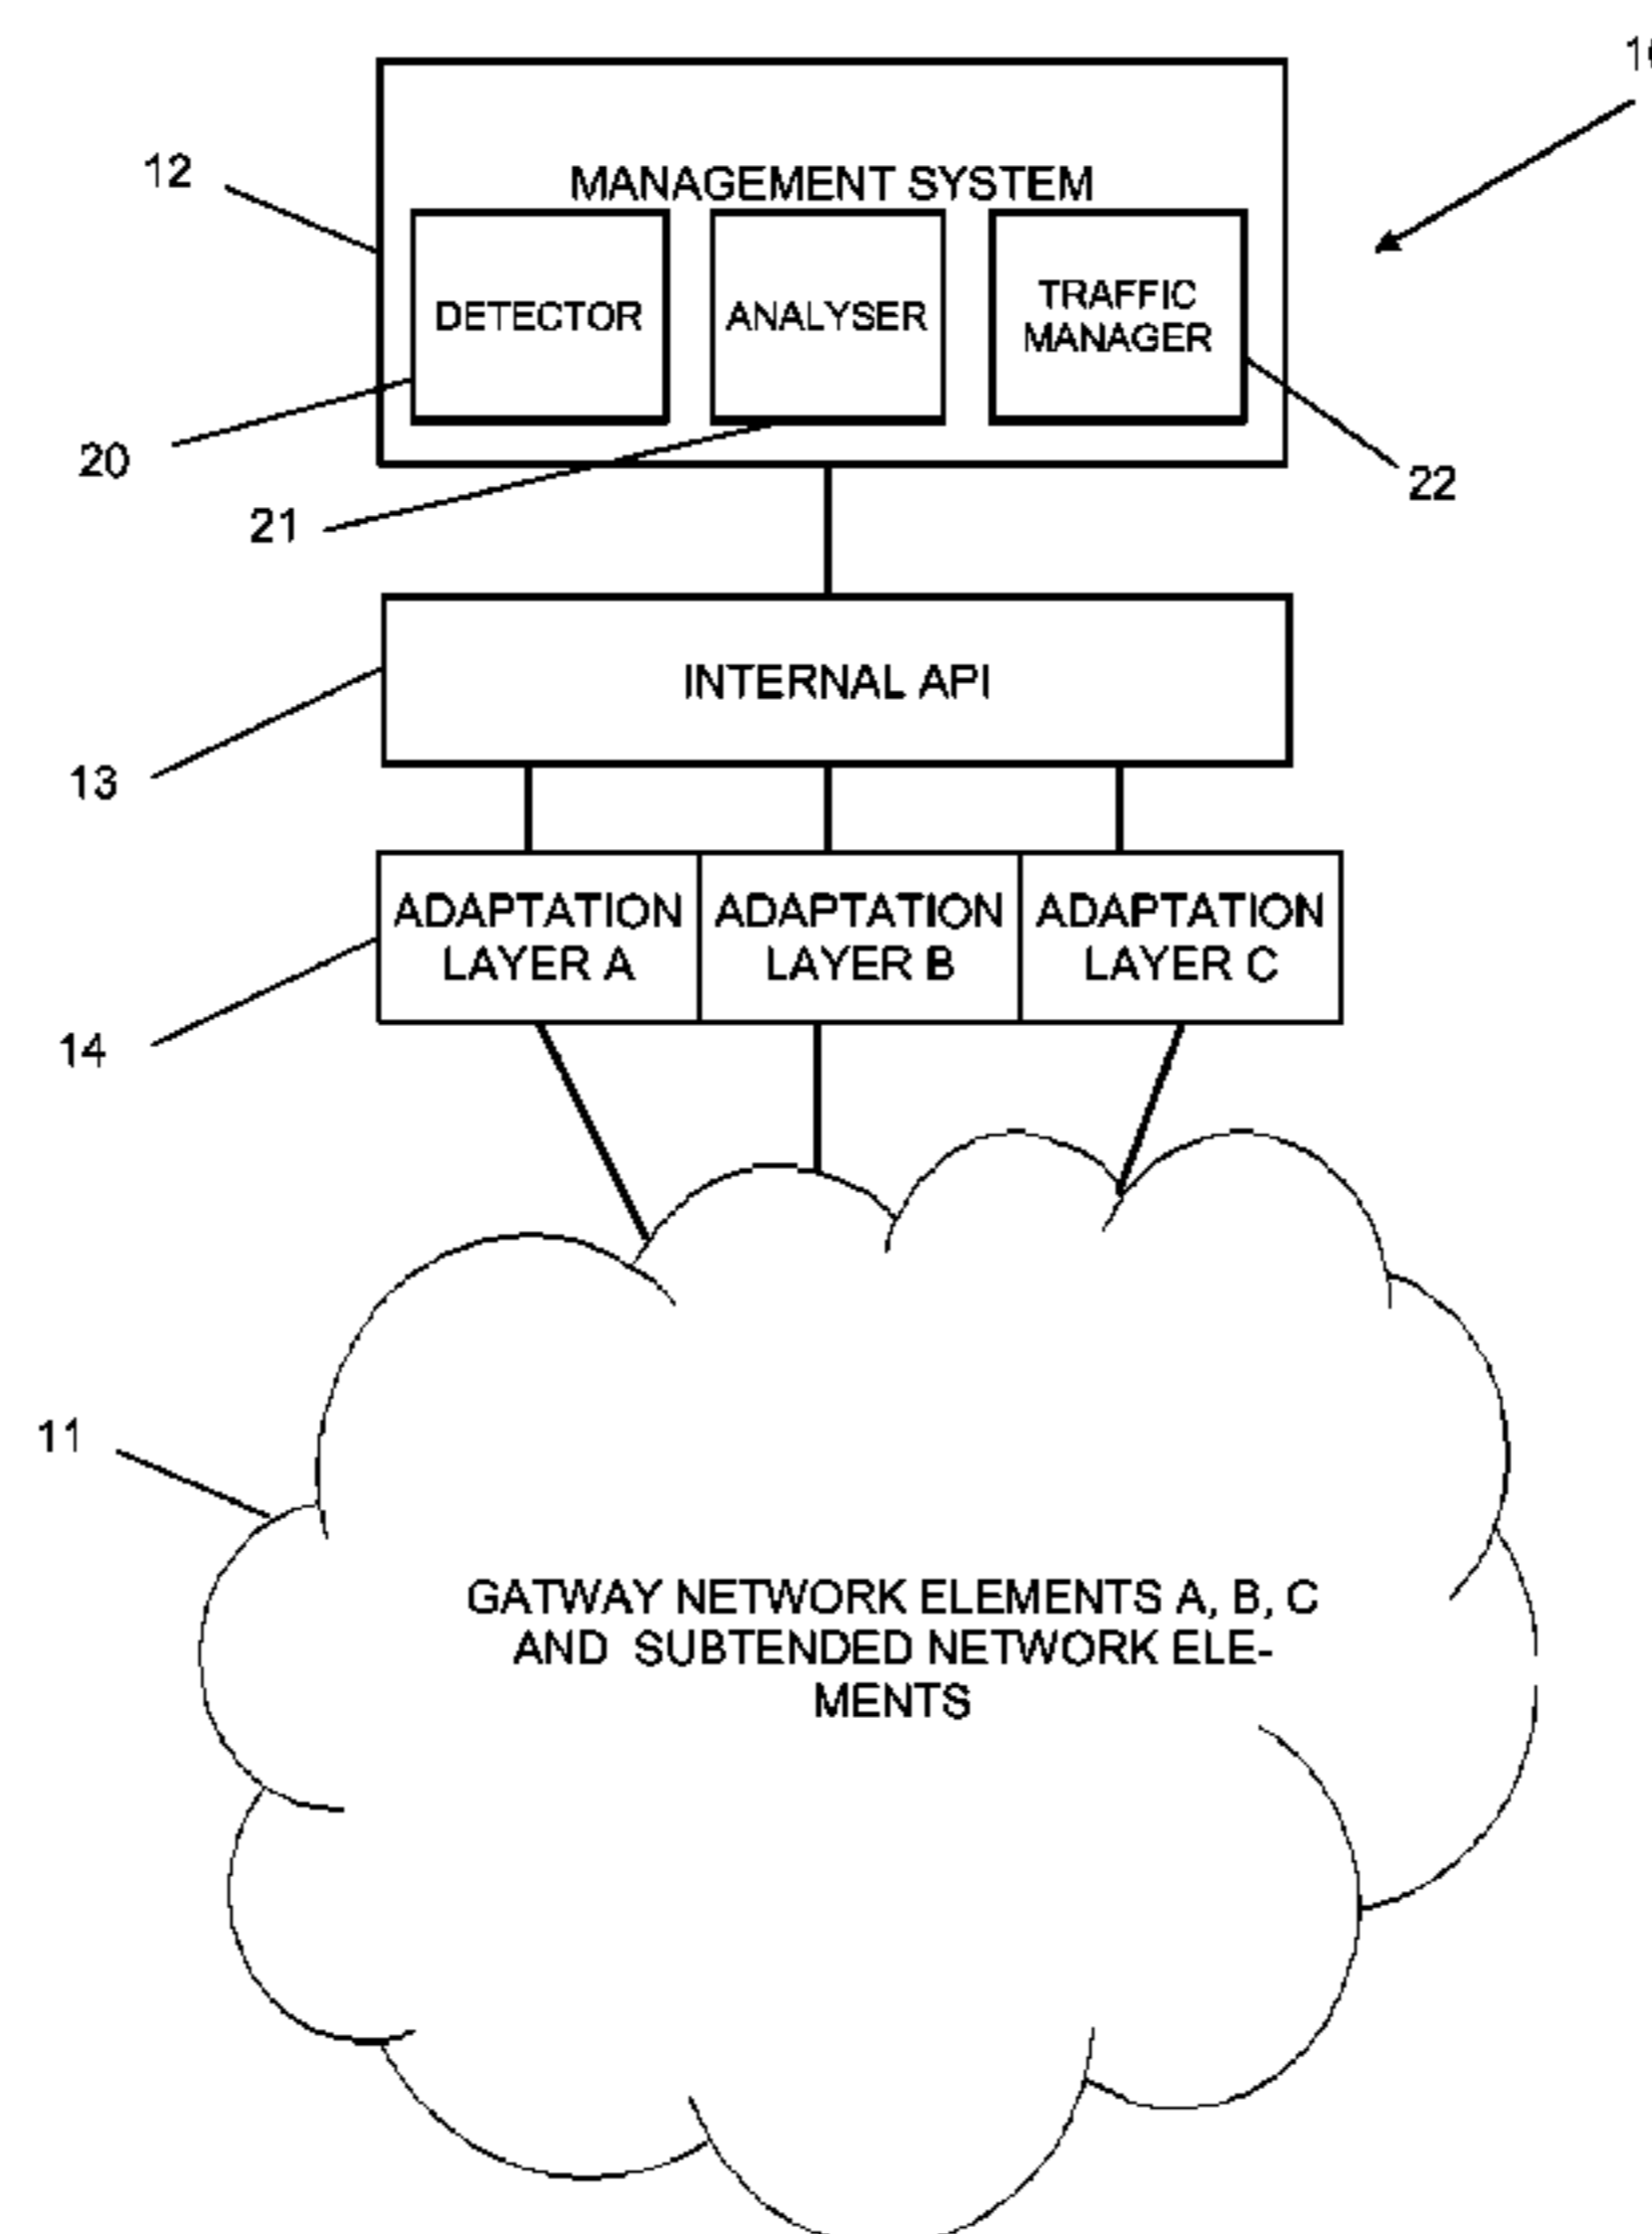 12
MANAGEMENT SYSTEM
DETECTOR
ANALYSER
TRAFFIC
MANAGER
20
21
22
INTERNAL API
13
ADAPTATION
LAYER A
ADAPTATION
LAYER B
ADAPTATION
LAYER C
14
11
GATWAY NETWORK ELEMENTS A, B, C
AND SUBTENDED NETWORK ELE-
MENTS